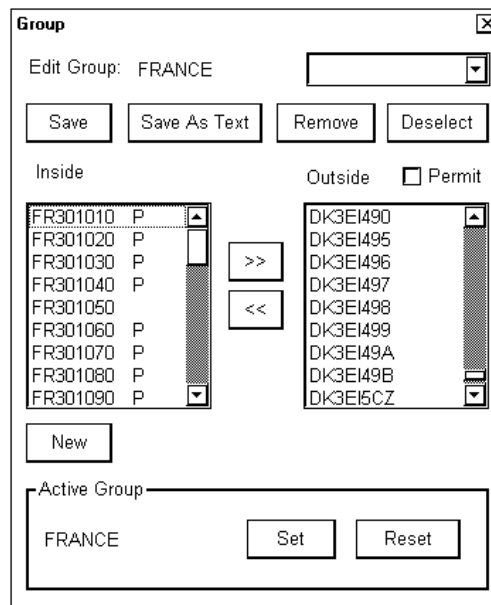 Group
Edit Group: FRANCE
Save Save As Text Remove Deselect
Inside Outside Permit
FR301010 P
FR301020 P
FR301030 P
FR301040 P
FR301050
FR301060 P
FR301070 P
FR301080 P
FR301090 P
>>
<<
DK3EI490
DK3EI495
DK3EI496
DK3EI497
DK3EI498
DK3EI499
DK3EI49A
DK3EI49B
DK3EI5CZ
New
Active Group
FRANCE Set Reset